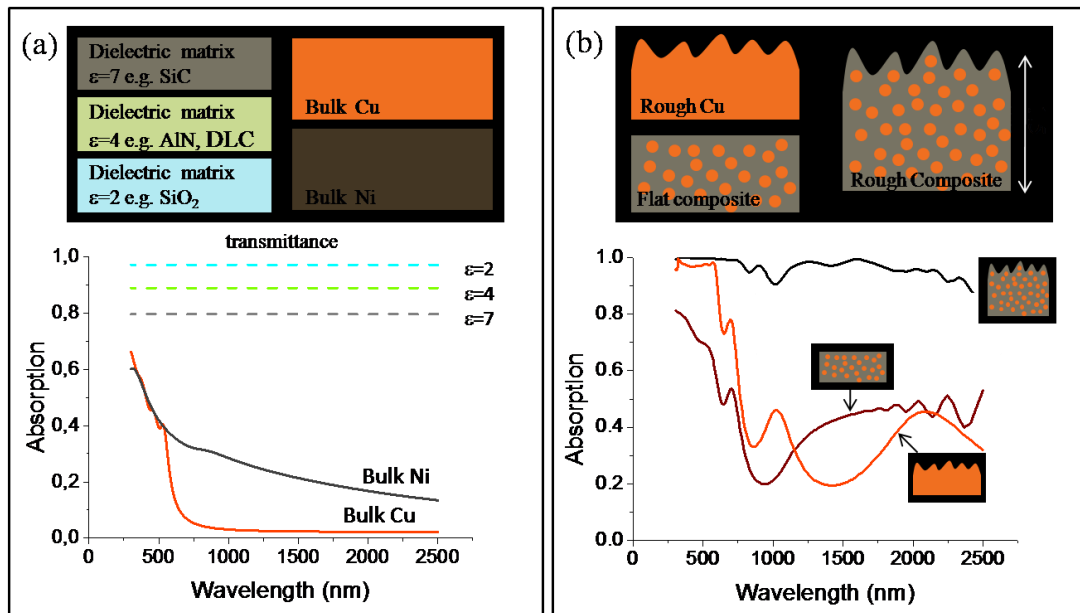 (a)
Dielectric matrix
ε=7 e.g. SiC
Dielectric matrix
ε=4 e.g. AlN, DLC
Dielectric matrix
ε=2 e.g. SiO₂
Bulk Cu
Bulk Ni
transmittance
1,0
0,8
0,6
0,4
0,2
0,0
Absorption
ε=2
ε=4
ε=7
Bulk Ni
Bulk Cu
0 500 1000 1500 2000 2500
Wavelength (nm)
(b)
Rough Cu
Flat composite
Rough Composite
1.0
0.8
0.6
0.4
0.2
0.0
Absorption
0 500 1000 1500 2000 2500
Wavelength (nm)